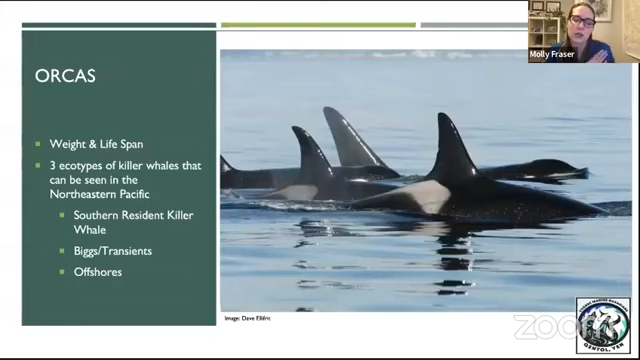 Molly Fraser
ORCAS
Weight & Life Span
3 ecotypes of killer whales that
can be seen in the
Northeastern Pacific
Southern Resident Killer
Whale
Biggs/Transients
Offshores
Image: Dave Ellifrit
zoom